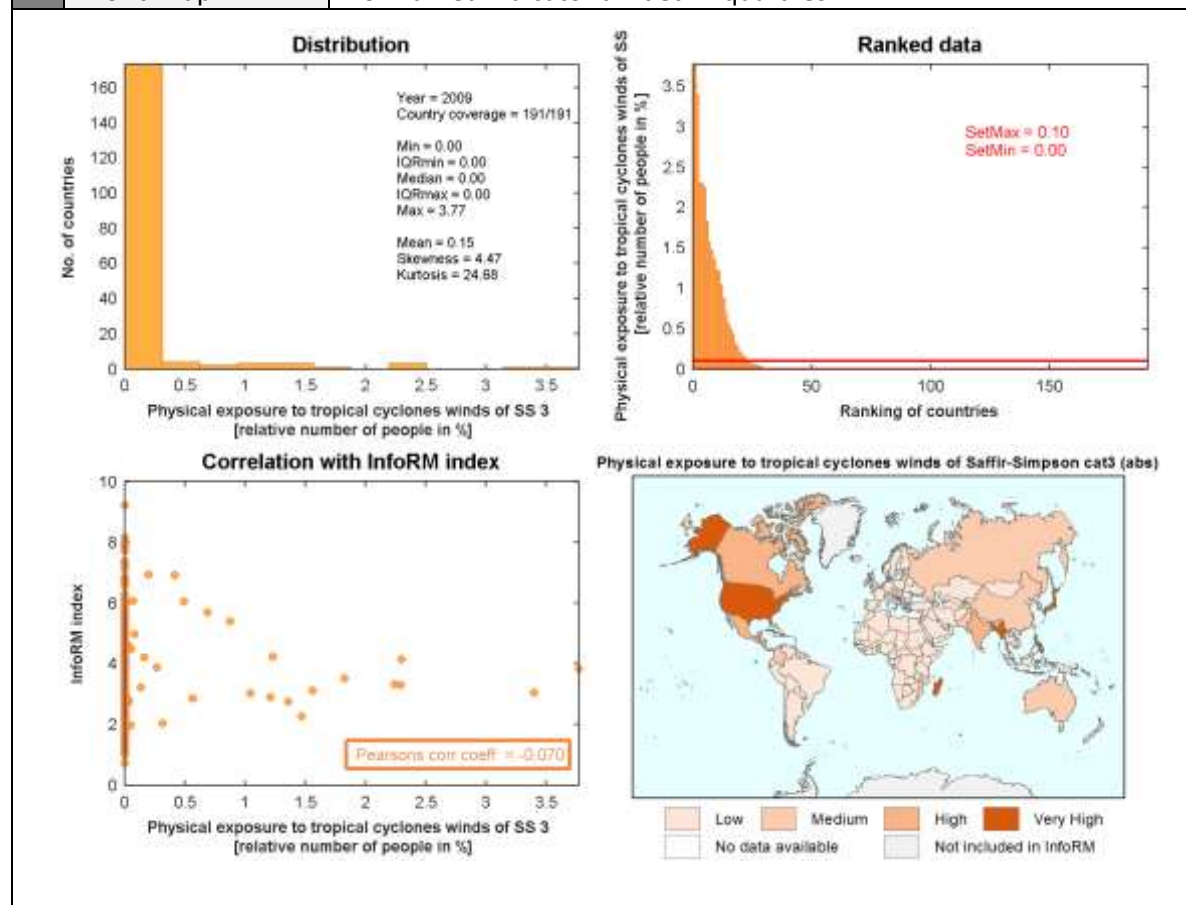 Distribution
160
140
120
100
80
60
40
20
0
No. of countries
Year = 2009
Country coverage = 191/191
Min = 0.00
IQRmin = 0.00
Median = 0.00
IQRmax = 0.00
Max = 3.77
Mean = 0.15
Skewness = 4.47
Kurtosis = 24.68
0 0.5 1 1.5 2 2.5 3 3.5
Physical exposure to tropical cyclones winds of SS 3
[relative number of people in %]
Ranked data
Physical exposure to tropical cyclones winds of SS
[relative number of people in %]
3.5
3
2.5
2
1.5
1
0.5
0
SetMax = 0.10
SetMin = 0.00
0 50 100 150
Ranking of countries
Correlation with InfoRM index
10
8
6
4
2
0
InfoRM index
Pearsons corr coeff = -0.070
0 0.5 1 1.5 2 2.5 3 3.5
Physical exposure to tropical cyclones winds of SS 3
[relative number of people in %]
Physical exposure to tropical cyclones winds of Saffir-Simpson cat3 (abs)
Low Medium High Very High
No data available Not included in InfoRM